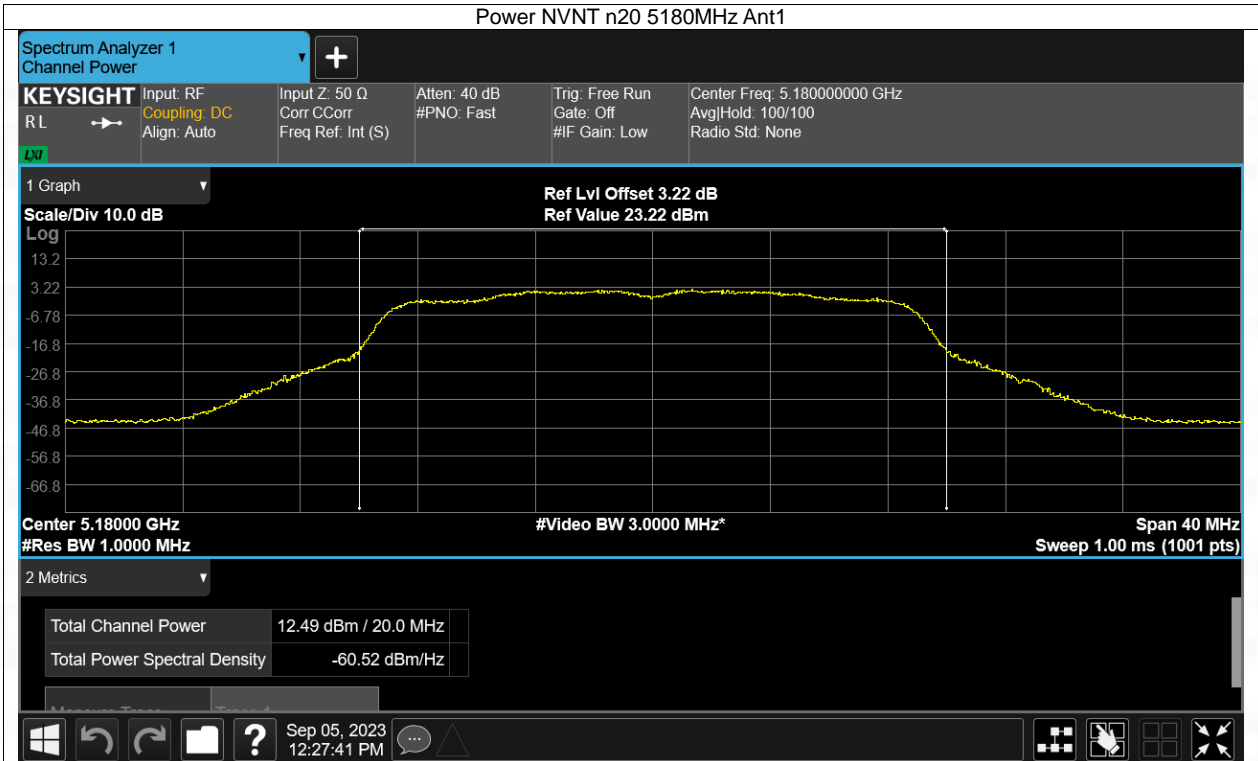 Power NVNT n20 5180MHz Ant1
Spectrum Analyzer 1
Channel Power
KEYSIGHT
R L
LXI
Input: RF
Coupling: DC
Align: Auto
Input Z: 50 Ω
Corr CCorr
Freq Ref: Int (S)
Atten: 40 dB
#PNO: Fast
Trig: Free Run
Gate: Off
#IF Gain: Low
Center Freq: 5.180000000 GHz
Avg|Hold: 100/100
Radio Std: None
1 Graph
Scale/Div 10.0 dB
Ref Lvl Offset 3.22 dB
Ref Value 23.22 dBm
Log
13.2
3.22
-6.78
-16.8
-26.8
-36.8
-46.8
-56.8
-66.8
Center 5.18000 GHz
#Res BW 1.0000 MHz
#Video BW 3.0000 MHz*
Span 40 MHz
Sweep 1.00 ms (1001 pts)
2 Metrics
Total Channel Power 12.49 dBm / 20.0 MHz
Total Power Spectral Density -60.52 dBm/Hz
Measure Trace Trace 1
?
Sep 05, 2023
12:27:41 PM